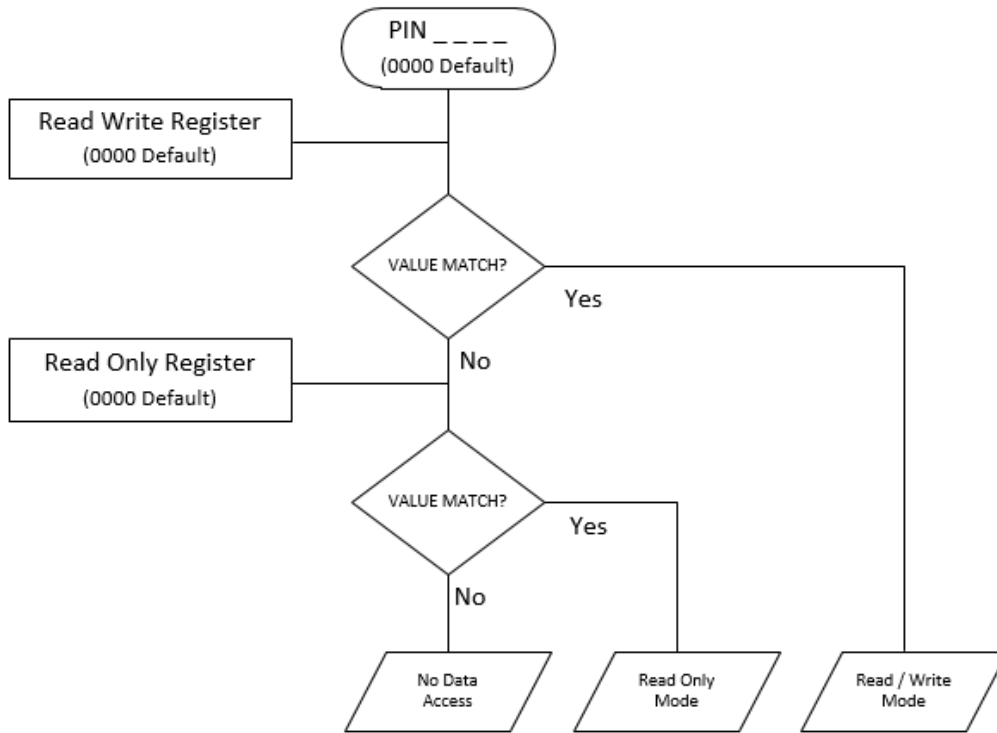 PIN _ _ _ _
(0000 Default)
Read Write Register
(0000 Default)
VALUE MATCH?
Yes
No
Read Only Register
(0000 Default)
VALUE MATCH?
Yes
No
No Data
Access
Read Only
Mode
Read / Write
Mode